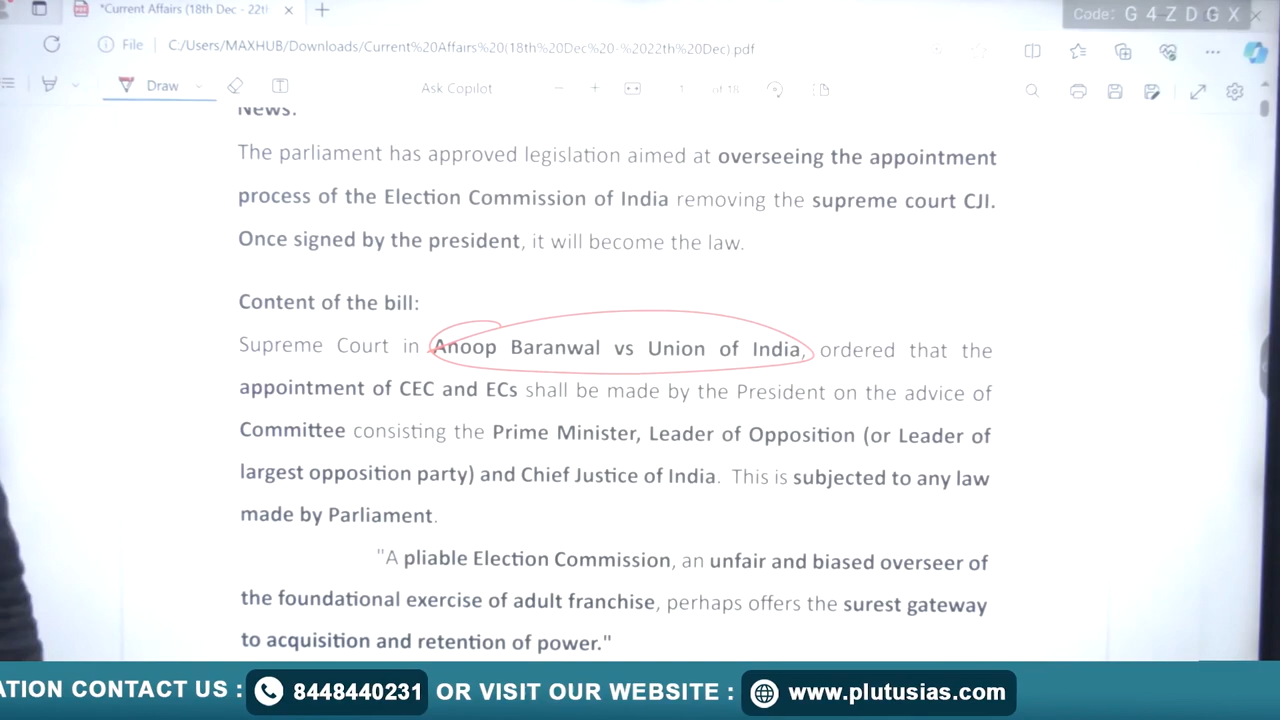 *Current Affairs (18th Dec - 22th
Code: G 4 Z D G X
File C:/Users/MAXHUB/Downloads/Current%20Affairs%20(18th%20Dec%20-%2022th%20Dec).pdf
Draw Ask Copilot 1 of 18
News:
The parliament has approved legislation aimed at overseeing the appointment
process of the Election Commission of India removing the supreme court CJI.
Once signed by the president, it will become the law.
Content of the bill:
Supreme Court in Anoop Baranwal vs Union of India, ordered that the
appointment of CEC and ECs shall be made by the President on the advice of
Committee consisting the Prime Minister, Leader of Opposition (or Leader of
largest opposition party) and Chief Justice of India. This is subjected to any law
made by Parliament.
"A pliable Election Commission, an unfair and biased overseer of
the foundational exercise of adult franchise, perhaps offers the surest gateway
to acquisition and retention of power."
ATION CONTACT US : 8448440231 OR VISIT OUR WEBSITE : www.plutusias.com